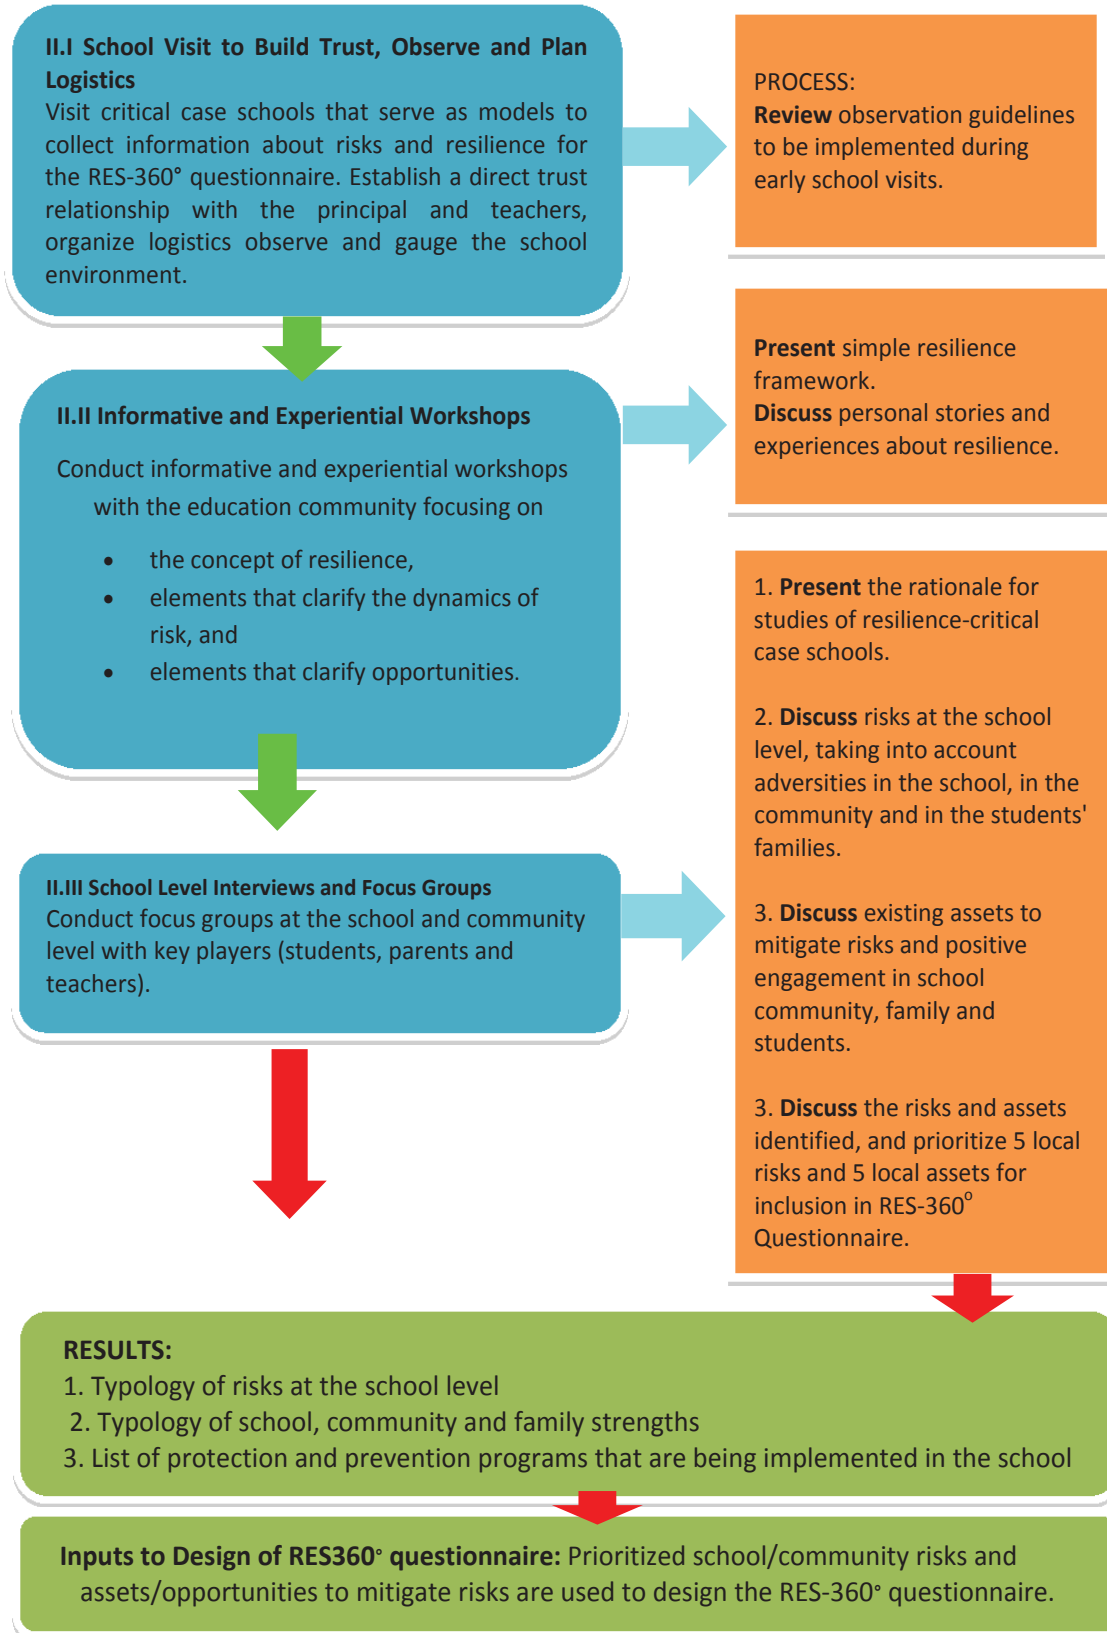 II.I School Visit to Build Trust, Observe and Plan
Logistics
Visit critical case schools that serve as models to
collect information about risks and resilience for
the RES-360° questionnaire. Establish a direct trust
relationship with the principal and teachers,
organize logistics observe and gauge the school
environment.
PROCESS:
Review observation guidelines
to be implemented during
early school visits.
II.II Informative and Experiential Workshops
Conduct informative and experiential workshops
with the education community focusing on
• the concept of resilience,
• elements that clarify the dynamics of
risk, and
• elements that clarify opportunities.
Present simple resilience
framework.
Discuss personal stories and
experiences about resilience.
II.III School Level Interviews and Focus Groups
Conduct focus groups at the school and community
level with key players (students, parents and
teachers).
1. Present the rationale for
studies of resilience-critical
case schools.
2. Discuss risks at the school
level, taking into account
adversities in the school, in the
community and in the students'
families.
3. Discuss existing assets to
mitigate risks and positive
engagement in school
community, family and
students.
3. Discuss the risks and assets
identified, and prioritize 5 local
risks and 5 local assets for
inclusion in RES-360o
Questionnaire.
RESULTS:
1. Typology of risks at the school level
2. Typology of school, community and family strengths
3. List of protection and prevention programs that are being implemented in the school
Inputs to Design of RES360° questionnaire: Prioritized school/community risks and
assets/opportunities to mitigate risks are used to design the RES-360° questionnaire.